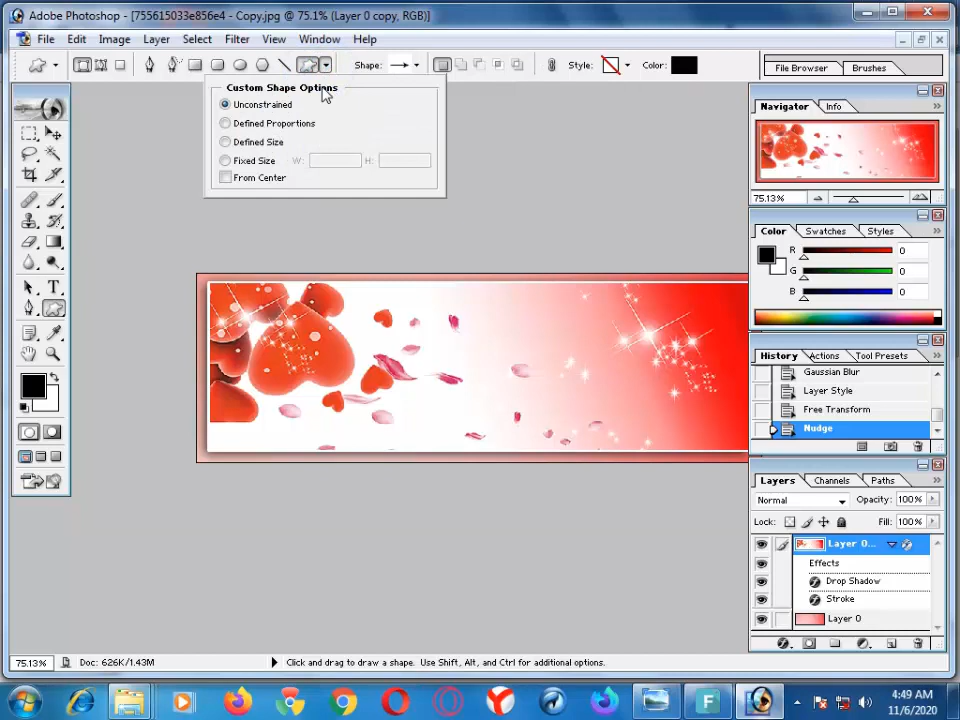 Adobe Photoshop - [755615033e856e4 - Copy.jpg @ 75.1% (Layer 0 copy, RGB)]
File Edit Image Layer Select Filter View Window Help
Shape: Style: Color: File Browser Brushes
Custom Shape Options
Unconstrained
Defined Proportions
Defined Size
Fixed Size W: H:
From Center
Navigator Info
75.13%
Color Swatches Styles
R 0
G 0
B 0
History Actions Tool Presets
Gaussian Blur
Layer Style
Free Transform
Nudge
Layers Channels Paths
Normal Opacity: 100%
Lock: Fill: 100%
Layer 0...
Effects
Drop Shadow
Stroke
Layer 0
75.13% Doc: 626K/1.43M Click and drag to draw a shape. Use Shift, Alt, and Ctrl for additional options.
4:49 AM
11/6/2020